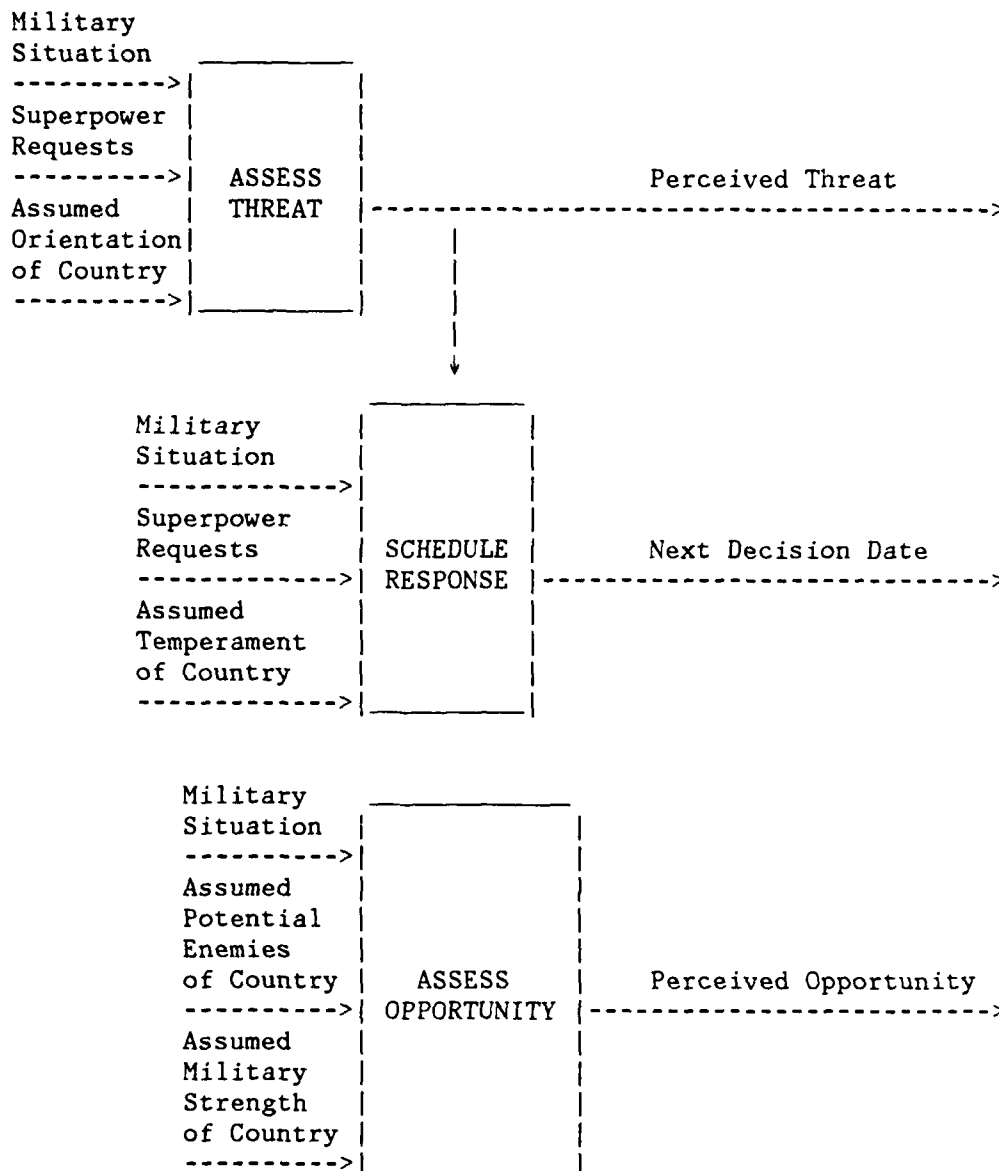 Military
Situation
Superpower
Requests
Assumed
Orientation
of Country
ASSESS
THREAT
Perceived Threat
Military
Situation
Superpower
Requests
Assumed
Temperament
of Country
SCHEDULE
RESPONSE
Next Decision Date
Military
Situation
Assumed
Potential
Enemies
of Country
Assumed
Military
Strength
of Country
ASSESS
OPPORTUNITY
Perceived Opportunity